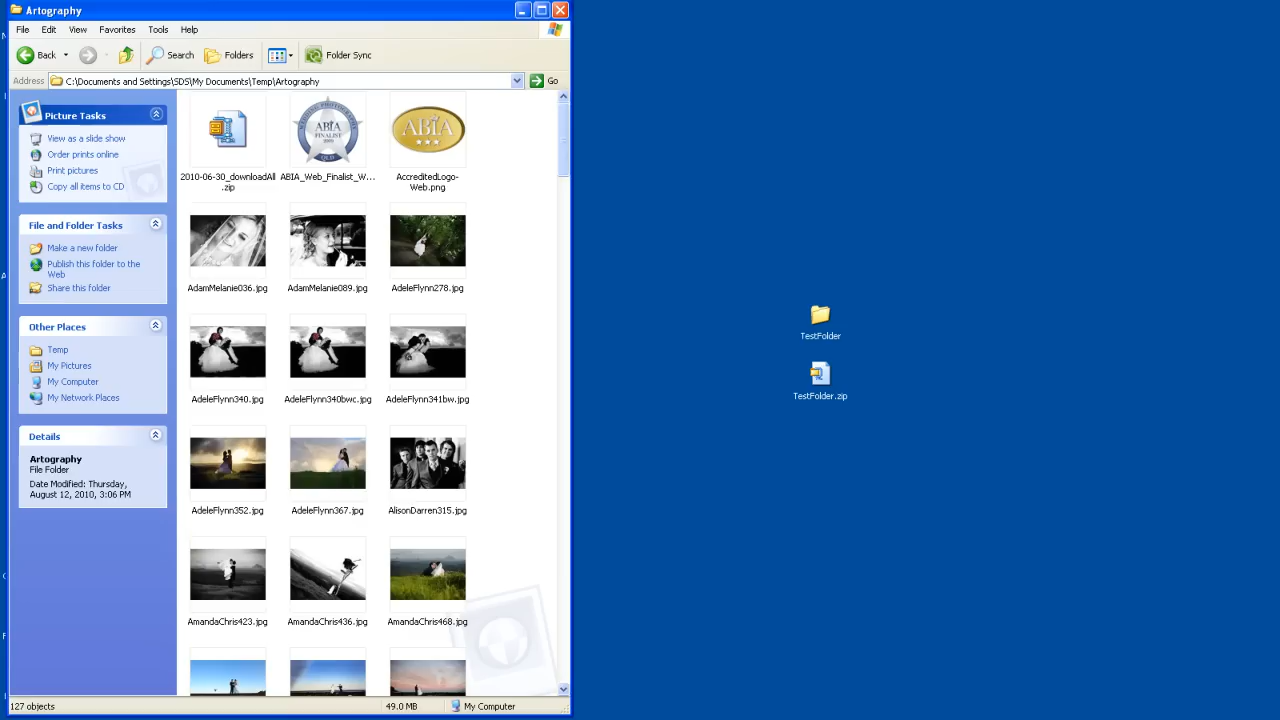 Artography
File Edit View Favorites Tools Help
Back Search Folders Folder Sync
Address C:\Documents and Settings\SDS\My Documents\Temp\Artography Go
Picture Tasks
View as a slide show
Order prints online
Print pictures
Copy all items to CD
File and Folder Tasks
Make a new folder
Publish this folder to the
Web
Share this folder
Other Places
Temp
My Pictures
My Computer
My Network Places
Details
Artography
File Folder
Date Modified: Thursday,
August 12, 2010, 3:06 PM
ABIA
FINALIST
ABIA
2010-06-30_downloadAll
.zip
ABIA_Web_Finalist_W...
AccreditedLogo-
Web.png
AdamMelanie036.jpg AdamMelanie089.jpg AdeleFlynn278.jpg
AdeleFlynn340.jpg AdeleFlynn340bwc.jpg AdeleFlynn341bw.jpg
AdeleFlynn352.jpg AdeleFlynn367.jpg AlisonDarren315.jpg
AmandaChris423.jpg AmandaChris436.jpg AmandaChris468.jpg
127 objects 49.0 MB My Computer
TestFolder
TestFolder.zip